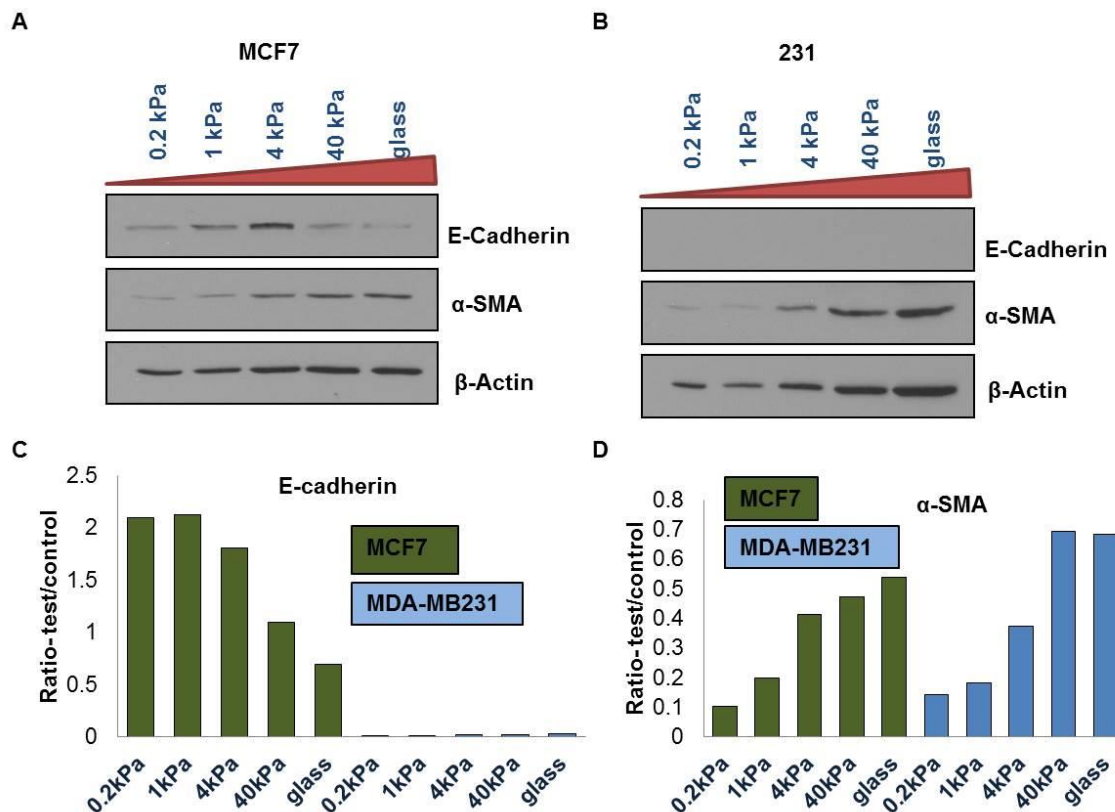 A
MCF7
0.2 kPa
1 kPa
4 kPa
40 kPa
glass
E-Cadherin
α-SMA
β-Actin
B
231
0.2 kPa
1 kPa
4 kPa
40 kPa
glass
E-Cadherin
α-SMA
β-Actin
C
E-cadherin
MCF7
MDA-MB231
Ratio-test/control
2.5
2
1.5
1
0.5
0
0.2kPa
1kPa
4kPa
40kPa
glass
0.2kPa
1kPa
4kPa
40kPa
glass
D
α-SMA
MCF7
MDA-MB231
Ratio-test/control
0.8
0.7
0.6
0.5
0.4
0.3
0.2
0.1
0
0.2kPa
1kPa
4kPa
40kPa
glass
0.2kPa
1kPa
4kPa
40kPa
glass